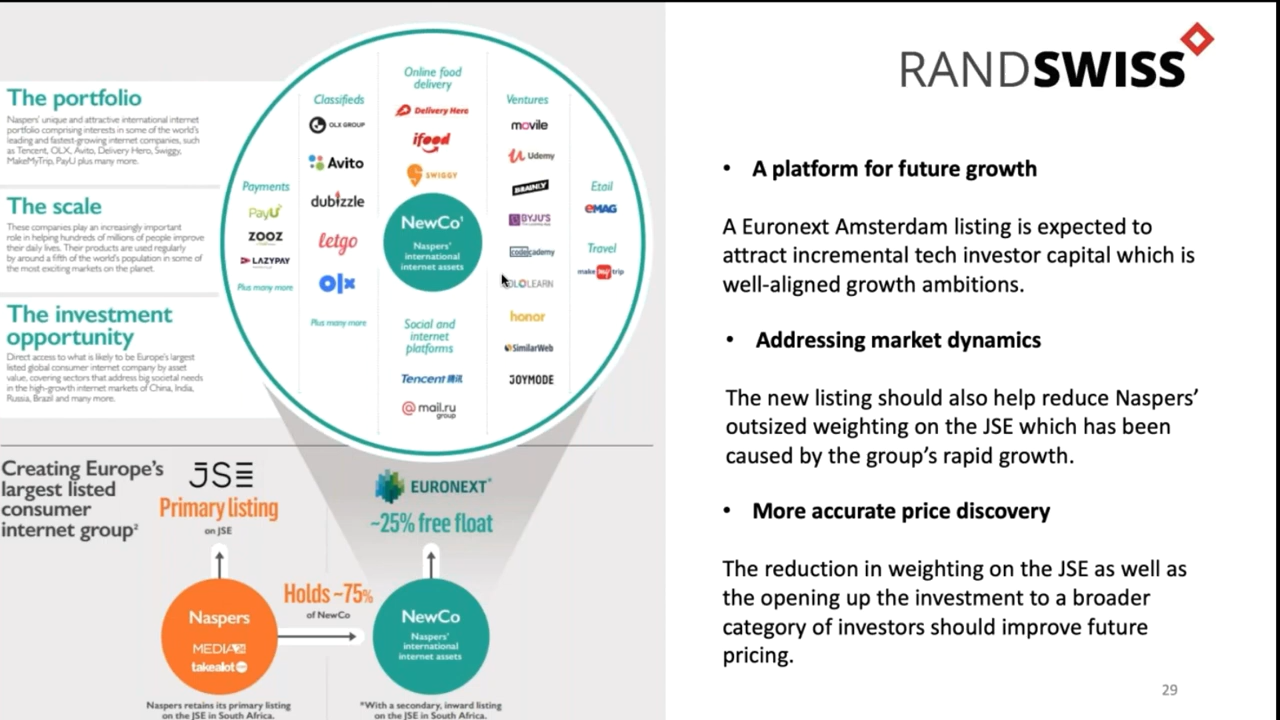 The portfolio
Naspers' unique and attractive international internet
portfolio comprising interests in some of the world's
leading and fastest-growing internet companies, such
as Tencent, OLX, Avito, Delivery Hero, Swiggy,
MakeMyTrip, PayU plus many more.
The scale
These companies play an increasingly important
role in helping hundreds of millions of people improve
their daily lives. Their products are used regularly
by around a fifth of the world's population in some of
the most exciting markets on the planet.
The investment
opportunity
Direct access to what is likely to be Europe's largest
listed global consumer internet company by asset
value, covering sectors that address big societal needs
in the high-growth internet markets of China, India,
Russia, Brazil and many more.
Payments
PayU
ZOOZ
LAZYPAY
Plus many more
Classifieds
OLX GROUP
Avito
dubizzle
letgo
olx
Plus many more
Online food
delivery
Delivery Hero
ifood
SWIGGY
NewCo¹
Naspers'
international
internet assets
Social and
internet
platforms
Tencent 腾讯
@mail.ru
group
Ventures
movile
Udemy
BRAINLY
BYJU'S
codecademy
SOLOLEARN
honor
SimilarWeb
JOYMODE
Etail
eMAG
Travel
make my trip
Creating Europe's
largest listed
consumer
internet group²
JSE
Primary listing
on JSE
EURONEXT
~25% free float
Naspers
MEDIA24
takealot.com
Holds ~75%
of NewCo
NewCo
Naspers'
international
internet assets
Naspers retains its primary listing
on the JSE in South Africa.
*With a secondary, inward listing
on the JSE in South Africa.
RANDSWISS
• A platform for future growth
A Euronext Amsterdam listing is expected to
attract incremental tech investor capital which is
well-aligned growth ambitions.
• Addressing market dynamics
The new listing should also help reduce Naspers'
outsized weighting on the JSE which has been
caused by the group's rapid growth.
• More accurate price discovery
The reduction in weighting on the JSE as well as
the opening up the investment to a broader
category of investors should improve future
pricing.
29